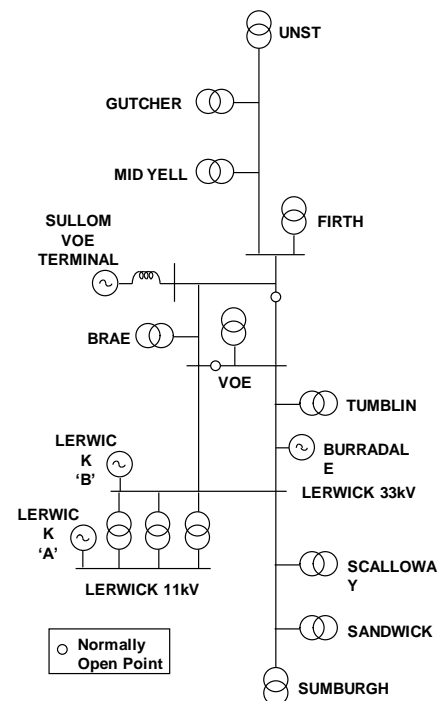 UNST
GUTCHER
MID YELL
FIRTH
SULLOM
VOE
TERMINAL
BRAE
VOE
TUMBLIN
BURRADAL
E
LERWIC
K
‘B’
LERWICK 33kV
LERWIC
K
‘A’
LERWICK 11kV
SCALLOWA
Y
SANDWICK
Normally
Open Point
SUMBURGH